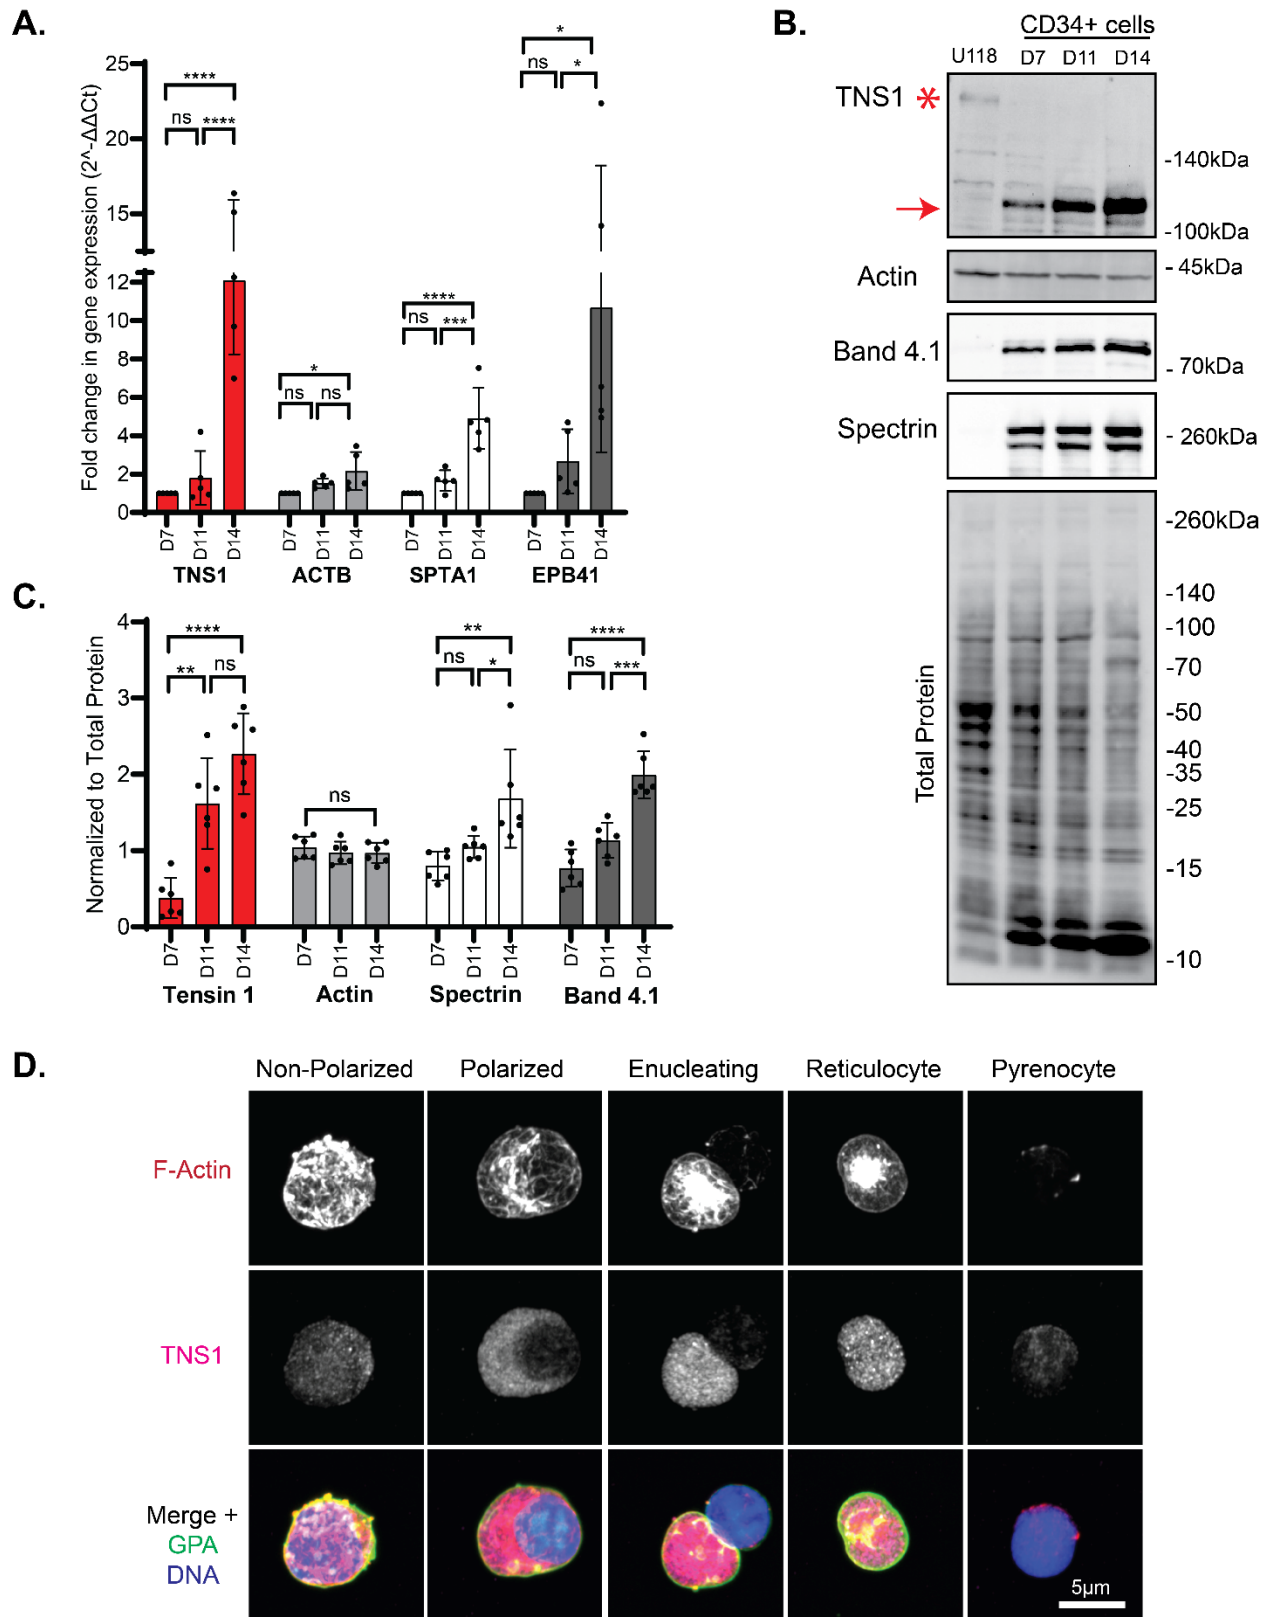 A.
Fold change in gene expression (2^-ΔΔCt)
25
20
15
12
10
8
6
4
2
0
**** ns ****
* ns ns
**** ns ***
* ns *
D7 D11 D14 D7 D11 D14 D7 D11 D14 D7 D11 D14
TNS1 ACTB SPTA1 EPB41
B.
CD34+ cells
U118 D7 D11 D14
TNS1 *
-140kDa
-100kDa
Actin
- 45kDa
Band 4.1
- 70kDa
Spectrin
- 260kDa
Total Protein
-260kDa
-140
-100
-70
-50
-40
-35
-25
-15
-10
C.
Normalized to Total Protein
4
3
2
1
0
**** ** ns
ns
** ns *
**** ns ***
D7 D11 D14 D7 D11 D14 D7 D11 D14 D7 D11 D14
Tensin 1 Actin Spectrin Band 4.1
D.
Non-Polarized Polarized Enucleating Reticulocyte Pyrenocyte
F-Actin
TNS1
Merge +
GPA
DNA
5µm